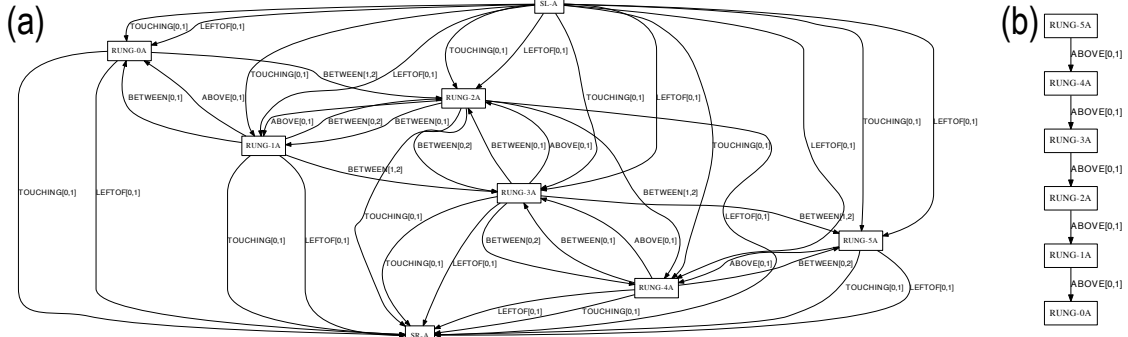 (a)
SL-A
(b)
TOUCHING[0,1]
LEFTOF[0,1]
RUNG-0A
RUNG-5A
TOUCHING[0,1]
LEFTOF[0,1]
TOUCHING[0,1]
LEFTOF[0,1]
BETWEEN[1,2]
ABOVE[0,1]
RUNG-4A
RUNG-2A
BETWEEN[0,1]
ABOVE[0,1]
TOUCHING[0,1]
LEFTOF[0,1]
ABOVE[0,1]
ABOVE[0,1]
BETWEEN[0,2]
BETWEEN[0,1]
TOUCHING[0,1]
LEFTOF[0,1]
TOUCHING[0,1]
LEFTOF[0,1]
RUNG-1A
BETWEEN[0,2]
BETWEEN[0,1]
ABOVE[0,1]
RUNG-3A
BETWEEN[1,2]
ABOVE[0,1]
RUNG-3A
TOUCHING[0,1]
LEFTOF[0,1]
BETWEEN[1,2]
RUNG-2A
TOUCHING[0,1]
LEFTOF[0,1]
BETWEEN[1,2]
ABOVE[0,1]
TOUCHING[0,1]
LEFTOF[0,1]
BETWEEN[0,2]
BETWEEN[0,1]
ABOVE[0,1]
RUNG-5A
RUNG-1A
TOUCHING[0,1]
LEFTOF[0,1]
ABOVE[0,1]
BETWEEN[0,2]
RUNG-4A
TOUCHING[0,1]
LEFTOF[0,1]
ABOVE[0,1]
LEFTOF[0,1]
TOUCHING[0,1]
RUNG-0A
SR-A